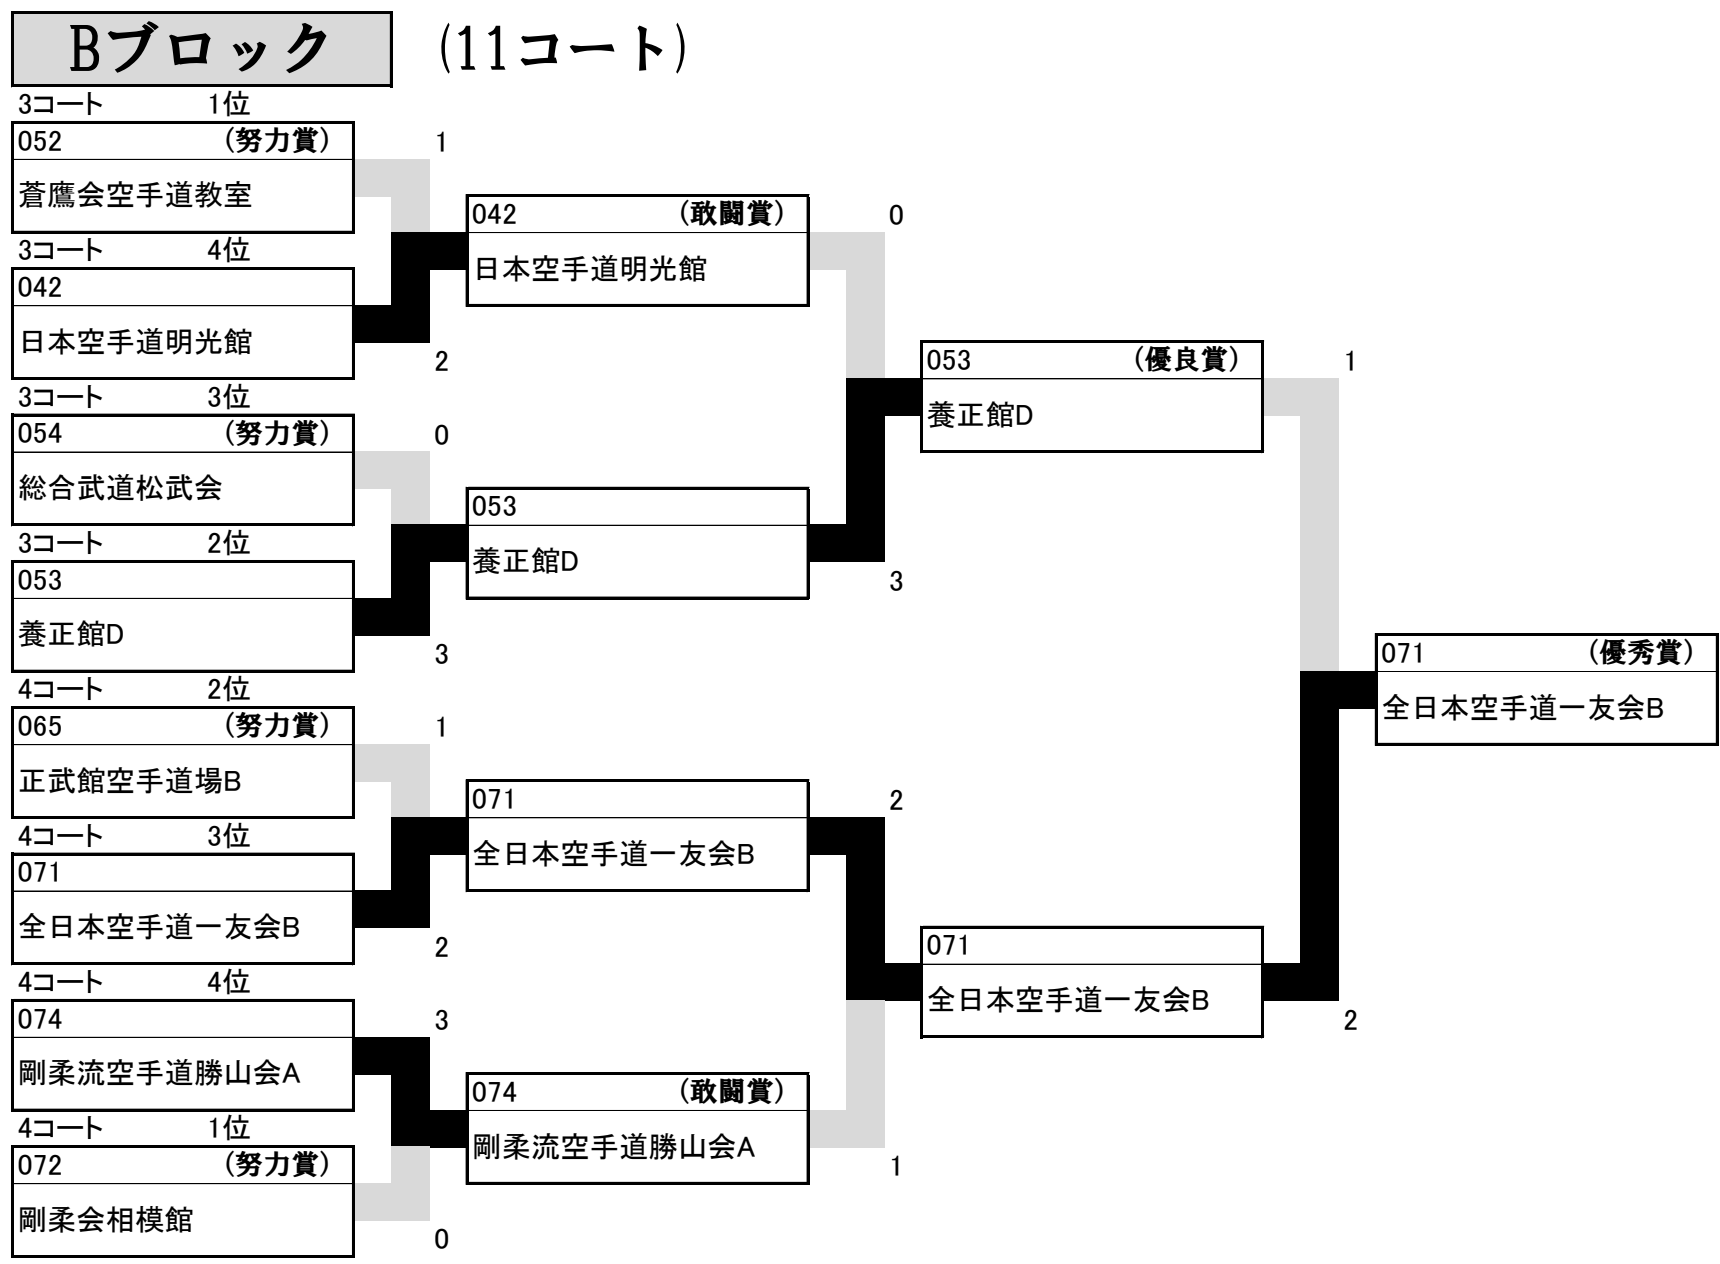 Bブロック (11コート)
3コート 1位
052 (努力賞) 1
蒼鷹会空手道教室
042 (敢闘賞) 0
3コート 4位
日本空手道明光館
042
日本空手道明光館
2
053 (優良賞) 1
3コート 3位
養正館D
054 (努力賞) 0
総合武道松武会
053
3コート 2位
養正館D
053 3
養正館D
3
071 (優秀賞)
4コート 2位
全日本空手道一友会B
065 (努力賞) 1
正武館空手道場B
071 2
4コート 3位
全日本空手道一友会B
071
全日本空手道一友会B
2
071
4コート 4位
全日本空手道一友会B
074 3 2
剛柔流空手道勝山会A
074 (敢闘賞)
4コート 1位
剛柔流空手道勝山会A
072 (努力賞) 1
剛柔会相模館
0